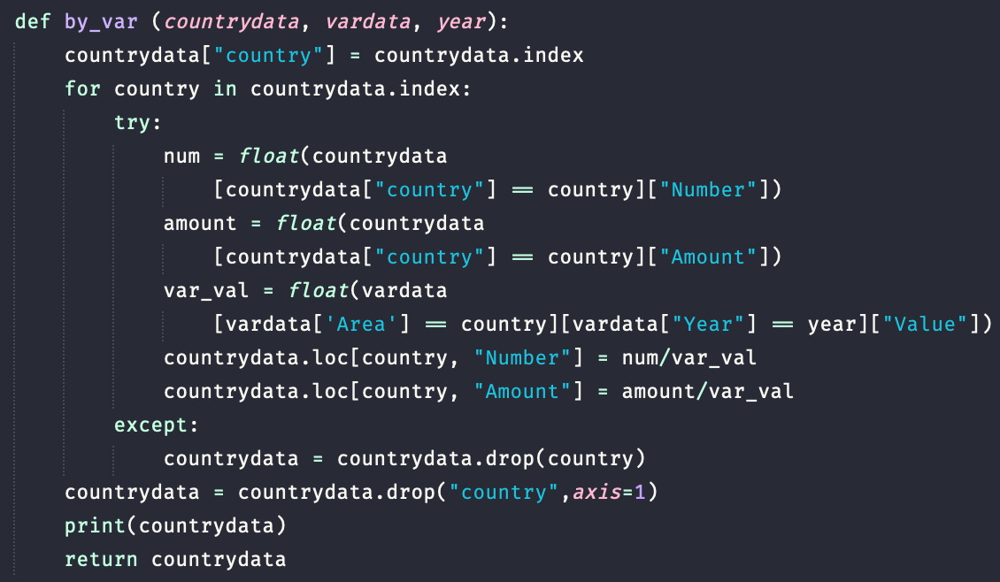 def by_var (countrydata, vardata, year):
    countrydata["country"] = countrydata.index
    for country in countrydata.index:
        try:
            num = float(countrydata
                [countrydata["country"] == country]["Number"])
            amount = float(countrydata
                [countrydata["country"] == country]["Amount"])
            var_val = float(vardata
                [vardata['Area'] == country][vardata["Year"] == year]["Value"])
            countrydata.loc[country, "Number"] = num/var_val
            countrydata.loc[country, "Amount"] = amount/var_val
        except:
            countrydata = countrydata.drop(country)
    countrydata = countrydata.drop("country",axis=1)
    print(countrydata)
    return countrydata